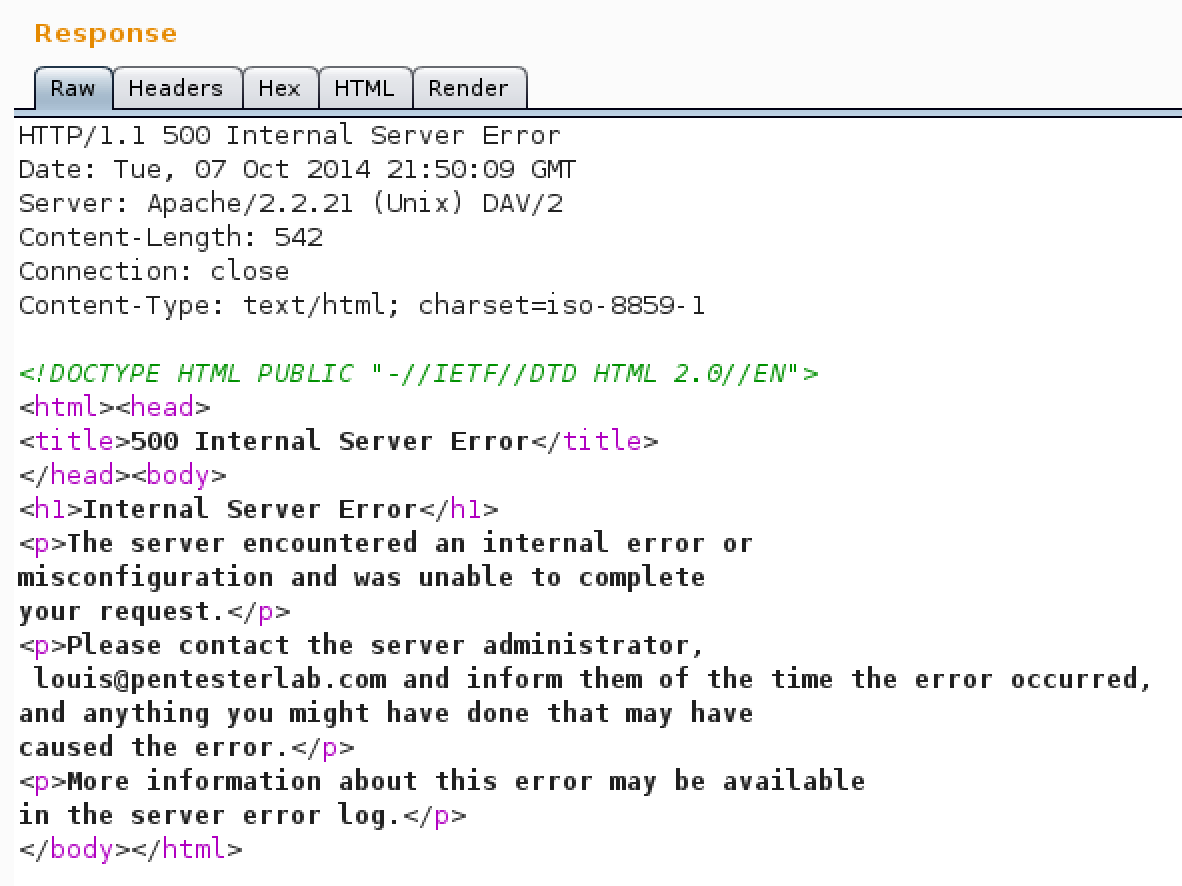 Response
Raw Headers Hex HTML Render
HTTP/1.1 500 Internal Server Error
Date: Tue, 07 Oct 2014 21:50:09 GMT
Server: Apache/2.2.21 (Unix) DAV/2
Content-Length: 542
Connection: close
Content-Type: text/html; charset=iso-8859-1

<!DOCTYPE HTML PUBLIC "-//IETF//DTD HTML 2.0//EN">
<html><head>
<title>500 Internal Server Error</title>
</head><body>
<h1>Internal Server Error</h1>
<p>The server encountered an internal error or
misconfiguration and was unable to complete
your request.</p>
<p>Please contact the server administrator,
 louis@pentesterlab.com and inform them of the time the error occurred,
and anything you might have done that may have
caused the error.</p>
<p>More information about this error may be available
in the server error log.</p>
</body></html>